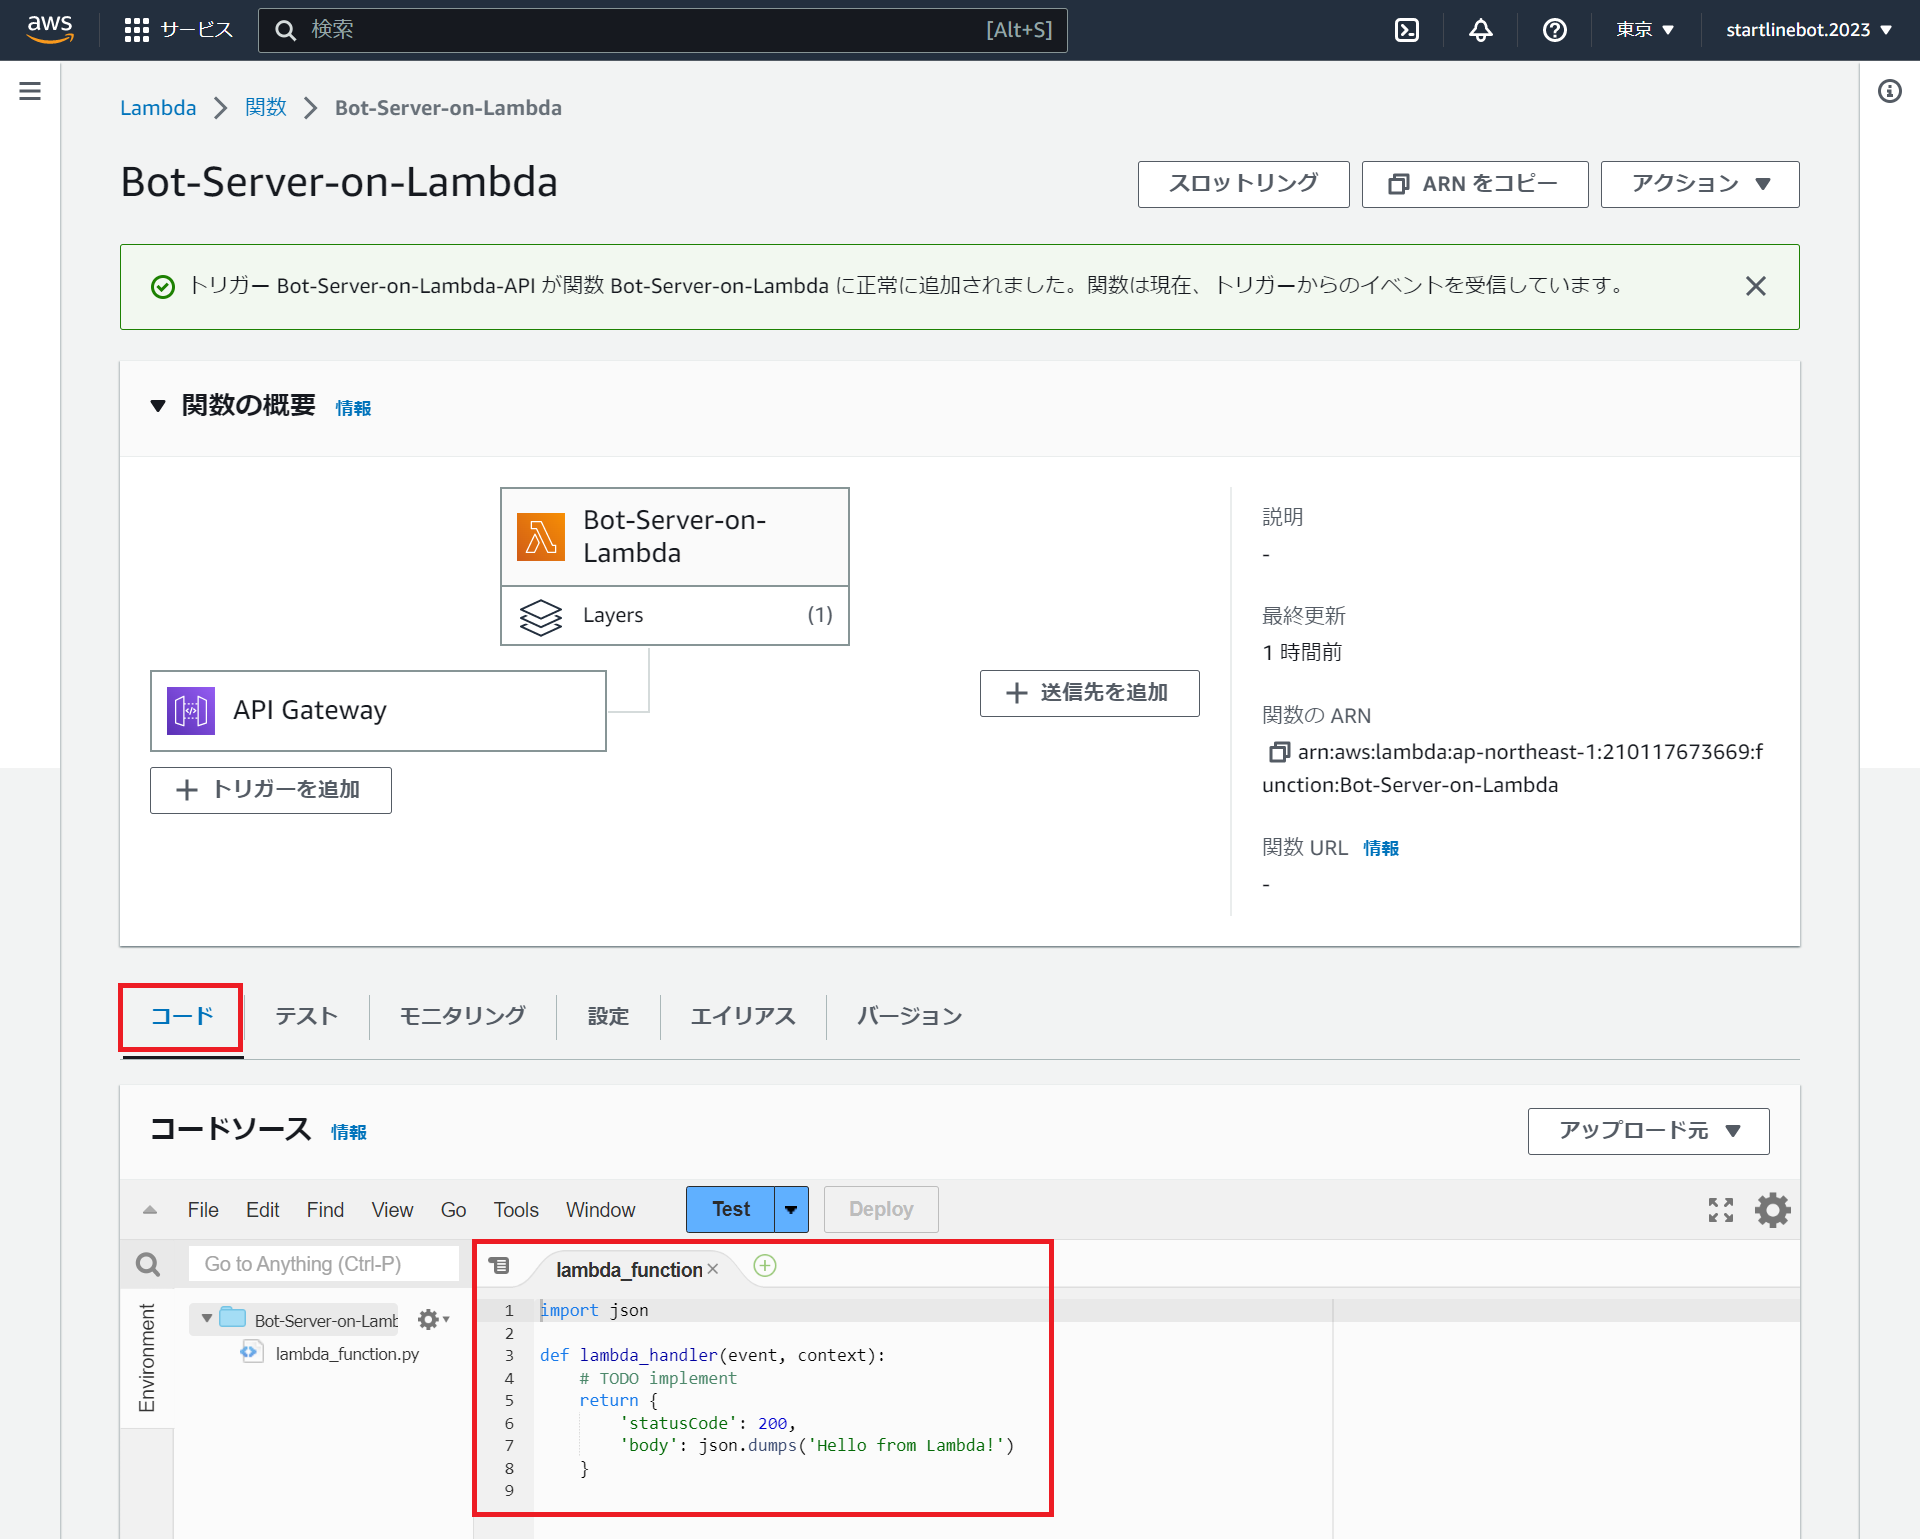 aws
サービス
検索
[Alt+S]
東京 ▼
startlinebot.2023 ▼
Lambda
関数
Bot-Server-on-Lambda
Bot-Server-on-Lambda
スロットリング
ARN をコピー
アクション ▼
トリガー Bot-Server-on-Lambda-API が関数 Bot-Server-on-Lambda に正常に追加されました。関数は現在、トリガーからのイベントを受信しています。
▼ 関数の概要 情報
Bot-Server-on-
Lambda
Layers (1)
API Gateway
トリガーを追加
送信先を追加
説明
-
最終更新
1 時間前
関数の ARN
arn:aws:lambda:ap-northeast-1:210117673669:f
unction:Bot-Server-on-Lambda
関数 URL 情報
-
コード
テスト
モニタリング
設定
エイリアス
バージョン
コードソース 情報
アップロード元 ▼
File Edit Find View Go Tools Window
Test
Deploy
Go to Anything (Ctrl-P)
Environment
Bot-Server-on-Lamb
lambda_function.py
lambda_function
1 import json
2
3 def lambda_handler(event, context):
4 # TODO implement
5 return {
6 'statusCode': 200,
7 'body': json.dumps('Hello from Lambda!')
8 }
9